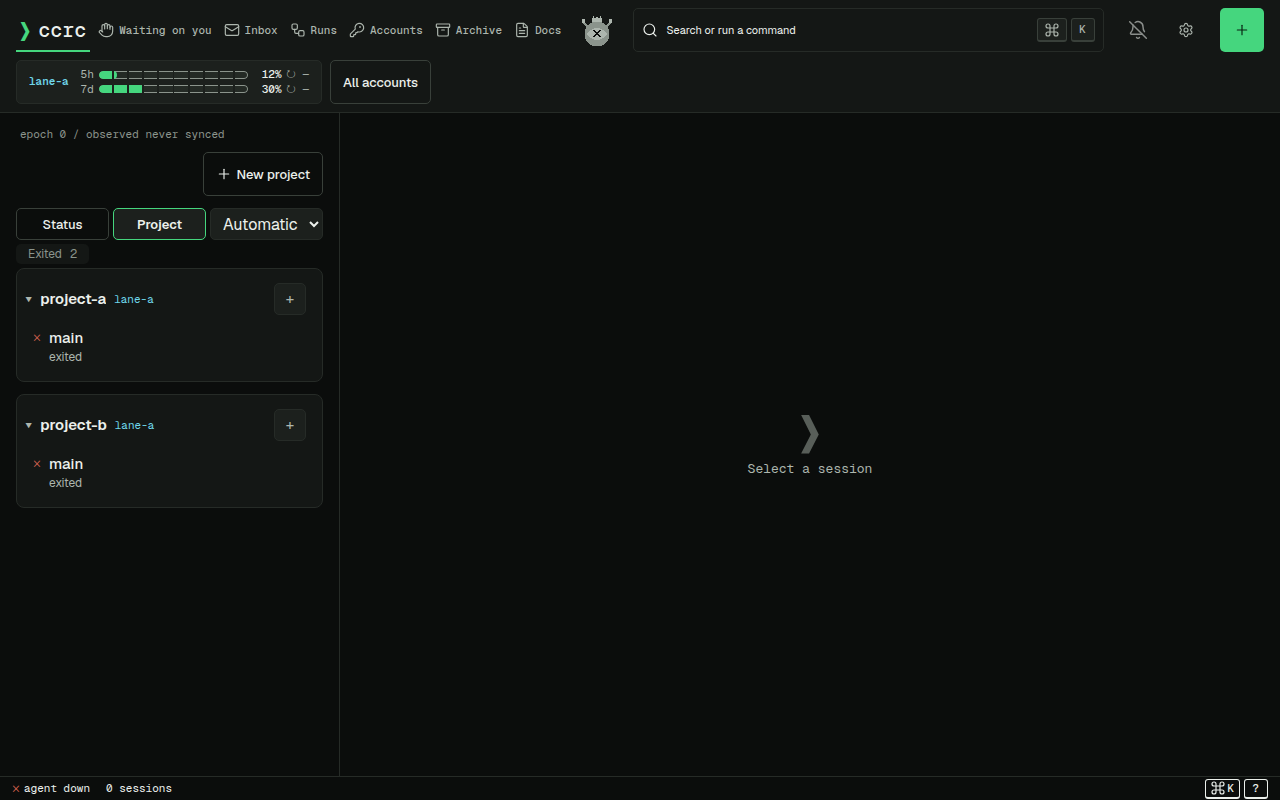 ❯ ccrc Waiting on you Inbox Runs Accounts Archive Docs Search or run a command ⌘ K +
lane-a 5h 12% ↻ — All accounts
7d 30% ↻ —
epoch 0 / observed never synced
+ New project
Status Project Automatic
Exited 2
▾ project-a lane-a +
× main
exited
▾ project-b lane-a +
× main
exited
❯
Select a session
× agent down 0 sessions ⌘K ?